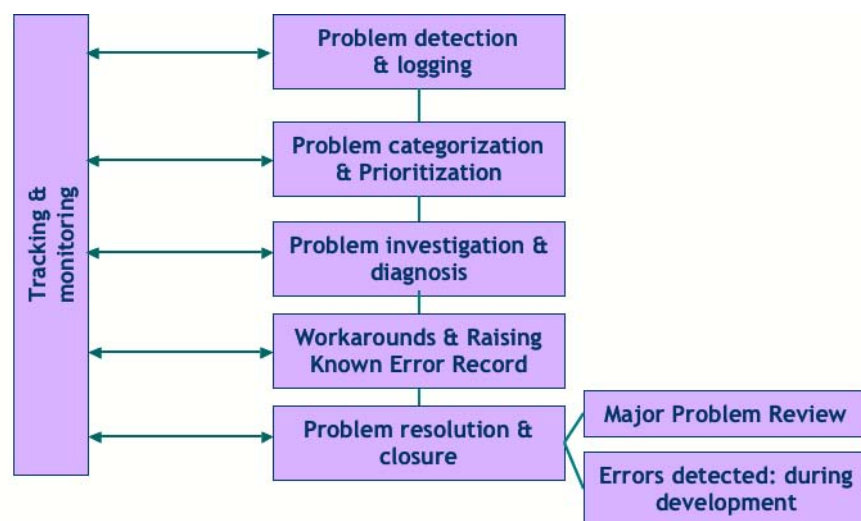 Tracking &
monitoring
Problem detection
& logging
Problem categorization
& Prioritization
Problem investigation &
diagnosis
Workarounds & Raising
Known Error Record
Problem resolution &
closure
Major Problem Review
Errors detected: during
development